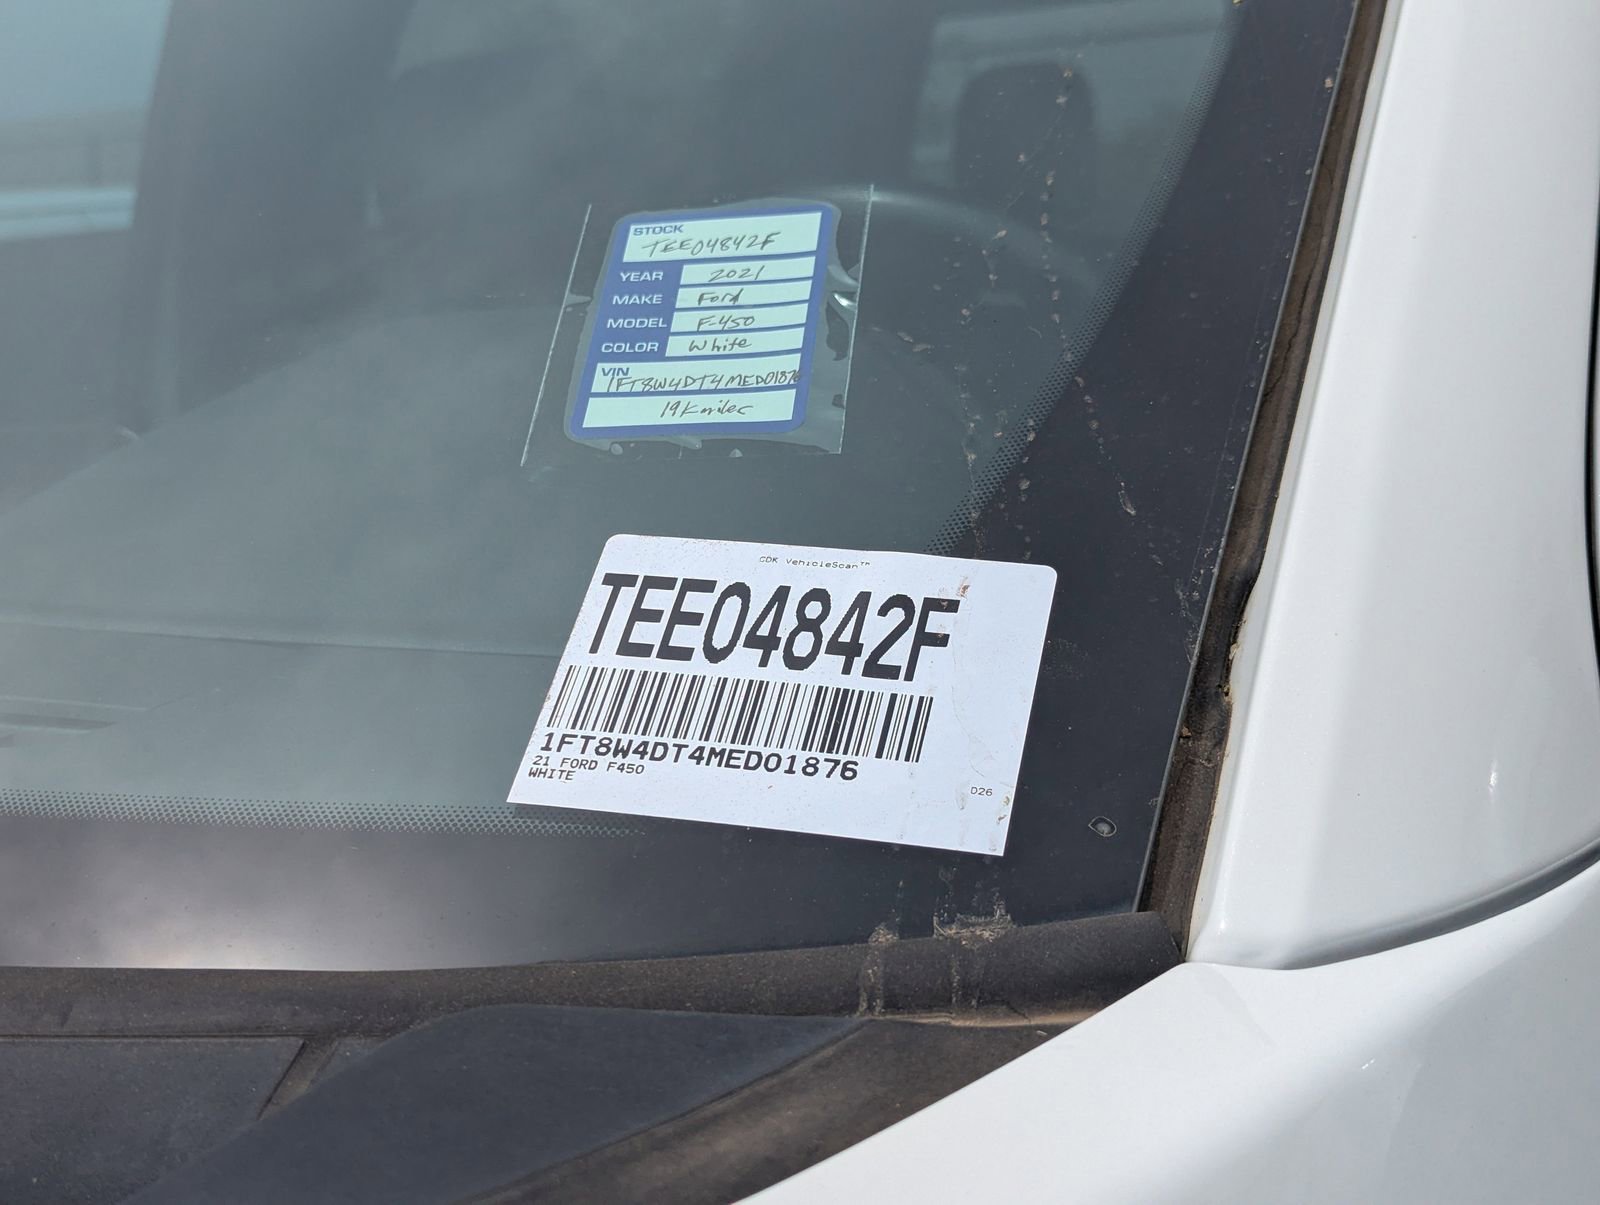 STOCK
TEE04842F
YEAR 2021
MAKE Ford
MODEL F-450
COLOR White
VIN
1FT8W4DT4MED01876
19K miles
CDK VehicleScan™
TEE04842F
1FT8W4DT4MED01876
21 FORD F450
WHITE
D26